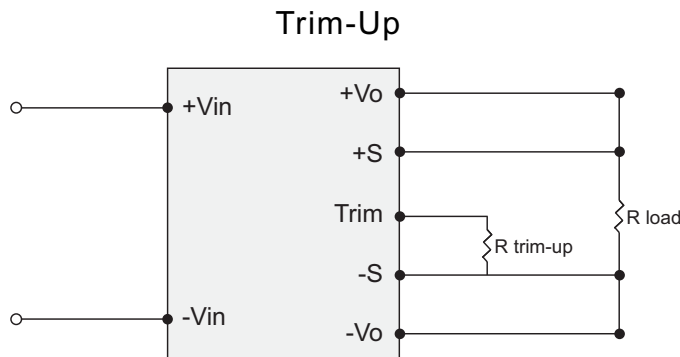 Trim-Up
+Vo
+Vin
+S
Trim
R load
R trim-up
-S
-Vin
-Vo